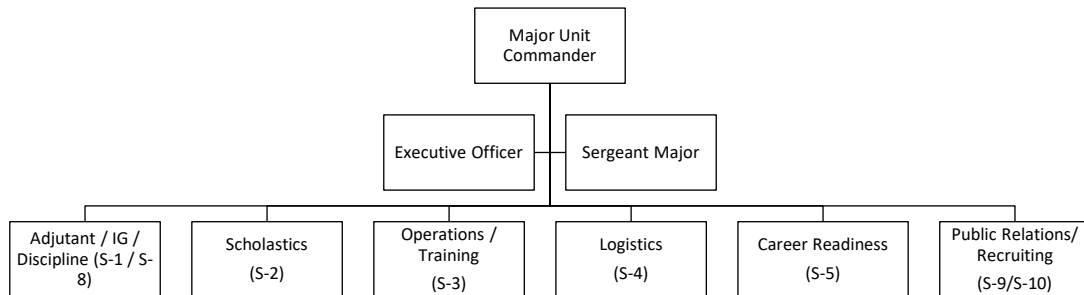 Major Unit
Commander
Executive Officer
Sergeant Major
Adjutant / IG /
Discipline (S-1 / S-
8)
Scholastics
(S-2)
Operations /
Training
(S-3)
Logistics
(S-4)
Career Readiness
(S-5)
Public Relations/
Recruiting
(S-9/S-10)